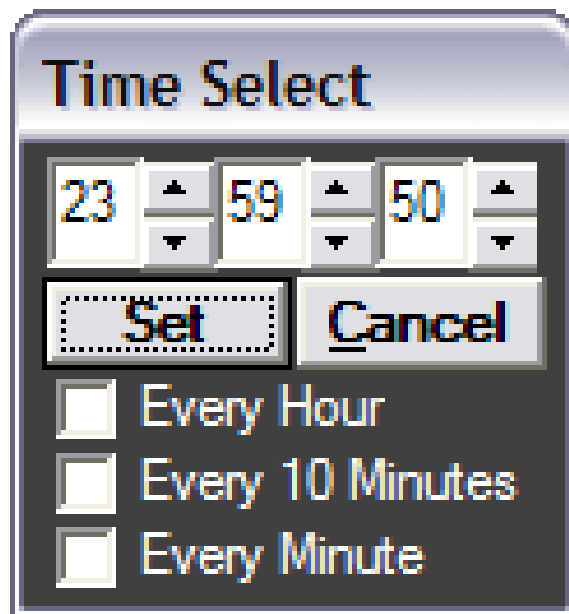 Time Select
23 59 50
Set Cancel
Every Hour
Every 10 Minutes
Every Minute